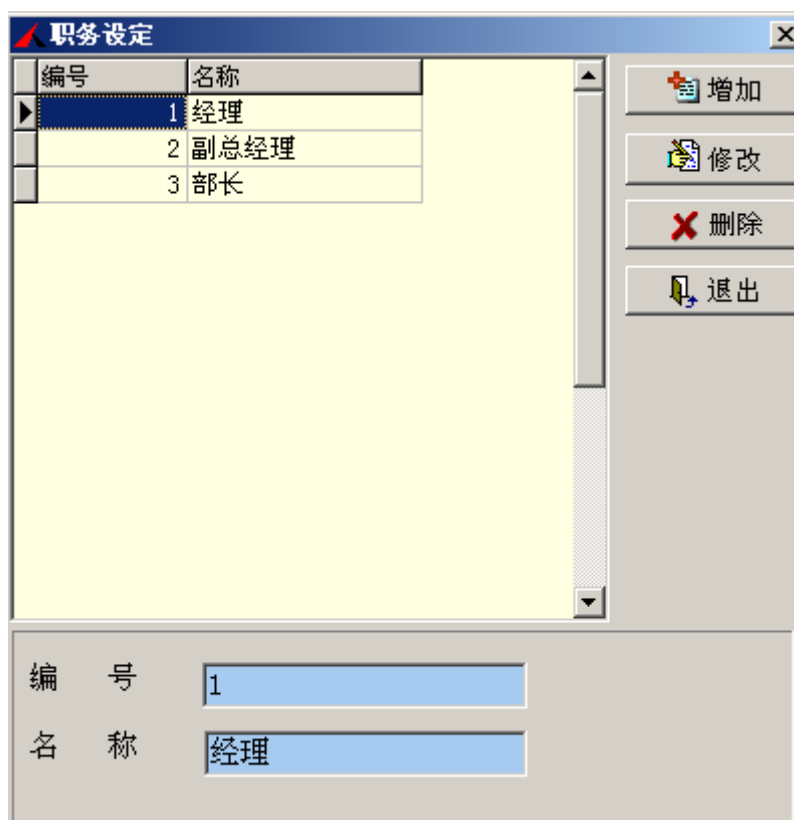 职务设定
编号 名称
1 经理
2 副总经理
3 部长
增加
修改
删除
退出
编 号 1
名 称 经理